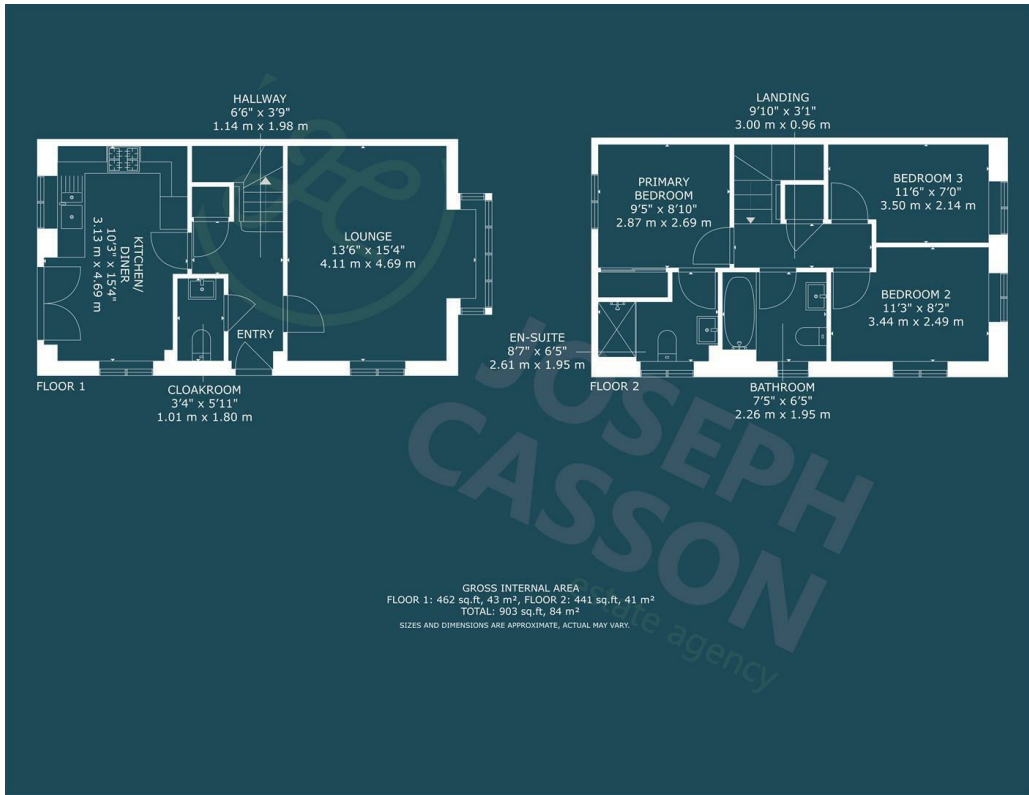 HALLWAY
6'6" x 3'9"
1.14 m x 1.98 m
LOUNGE
13'6" x 15'4"
4.11 m x 4.69 m
KITCHEN/
DINER
10'3" x 15'4"
3.13 m x 4.69 m
ENTRY
FLOOR 1
CLOAKROOM
3'4" x 5'11"
1.01 m x 1.80 m
LANDING
9'10" x 3'1"
3.00 m x 0.96 m
PRIMARY
BEDROOM
9'5" x 8'10"
2.87 m x 2.69 m
BEDROOM 3
11'6" x 7'0"
3.50 m x 2.14 m
BEDROOM 2
11'3" x 8'2"
3.44 m x 2.49 m
EN-SUITE
8'7" x 6'5"
2.61 m x 1.95 m
FLOOR 2
BATHROOM
7'5" x 6'5"
2.26 m x 1.95 m
JOSEPH
CASSON
estate agency
GROSS INTERNAL AREA
FLOOR 1: 462 sq.ft, 43 m², FLOOR 2: 441 sq.ft, 41 m²
TOTAL: 903 sq.ft, 84 m²
SIZES AND DIMENSIONS ARE APPROXIMATE, ACTUAL MAY VARY.